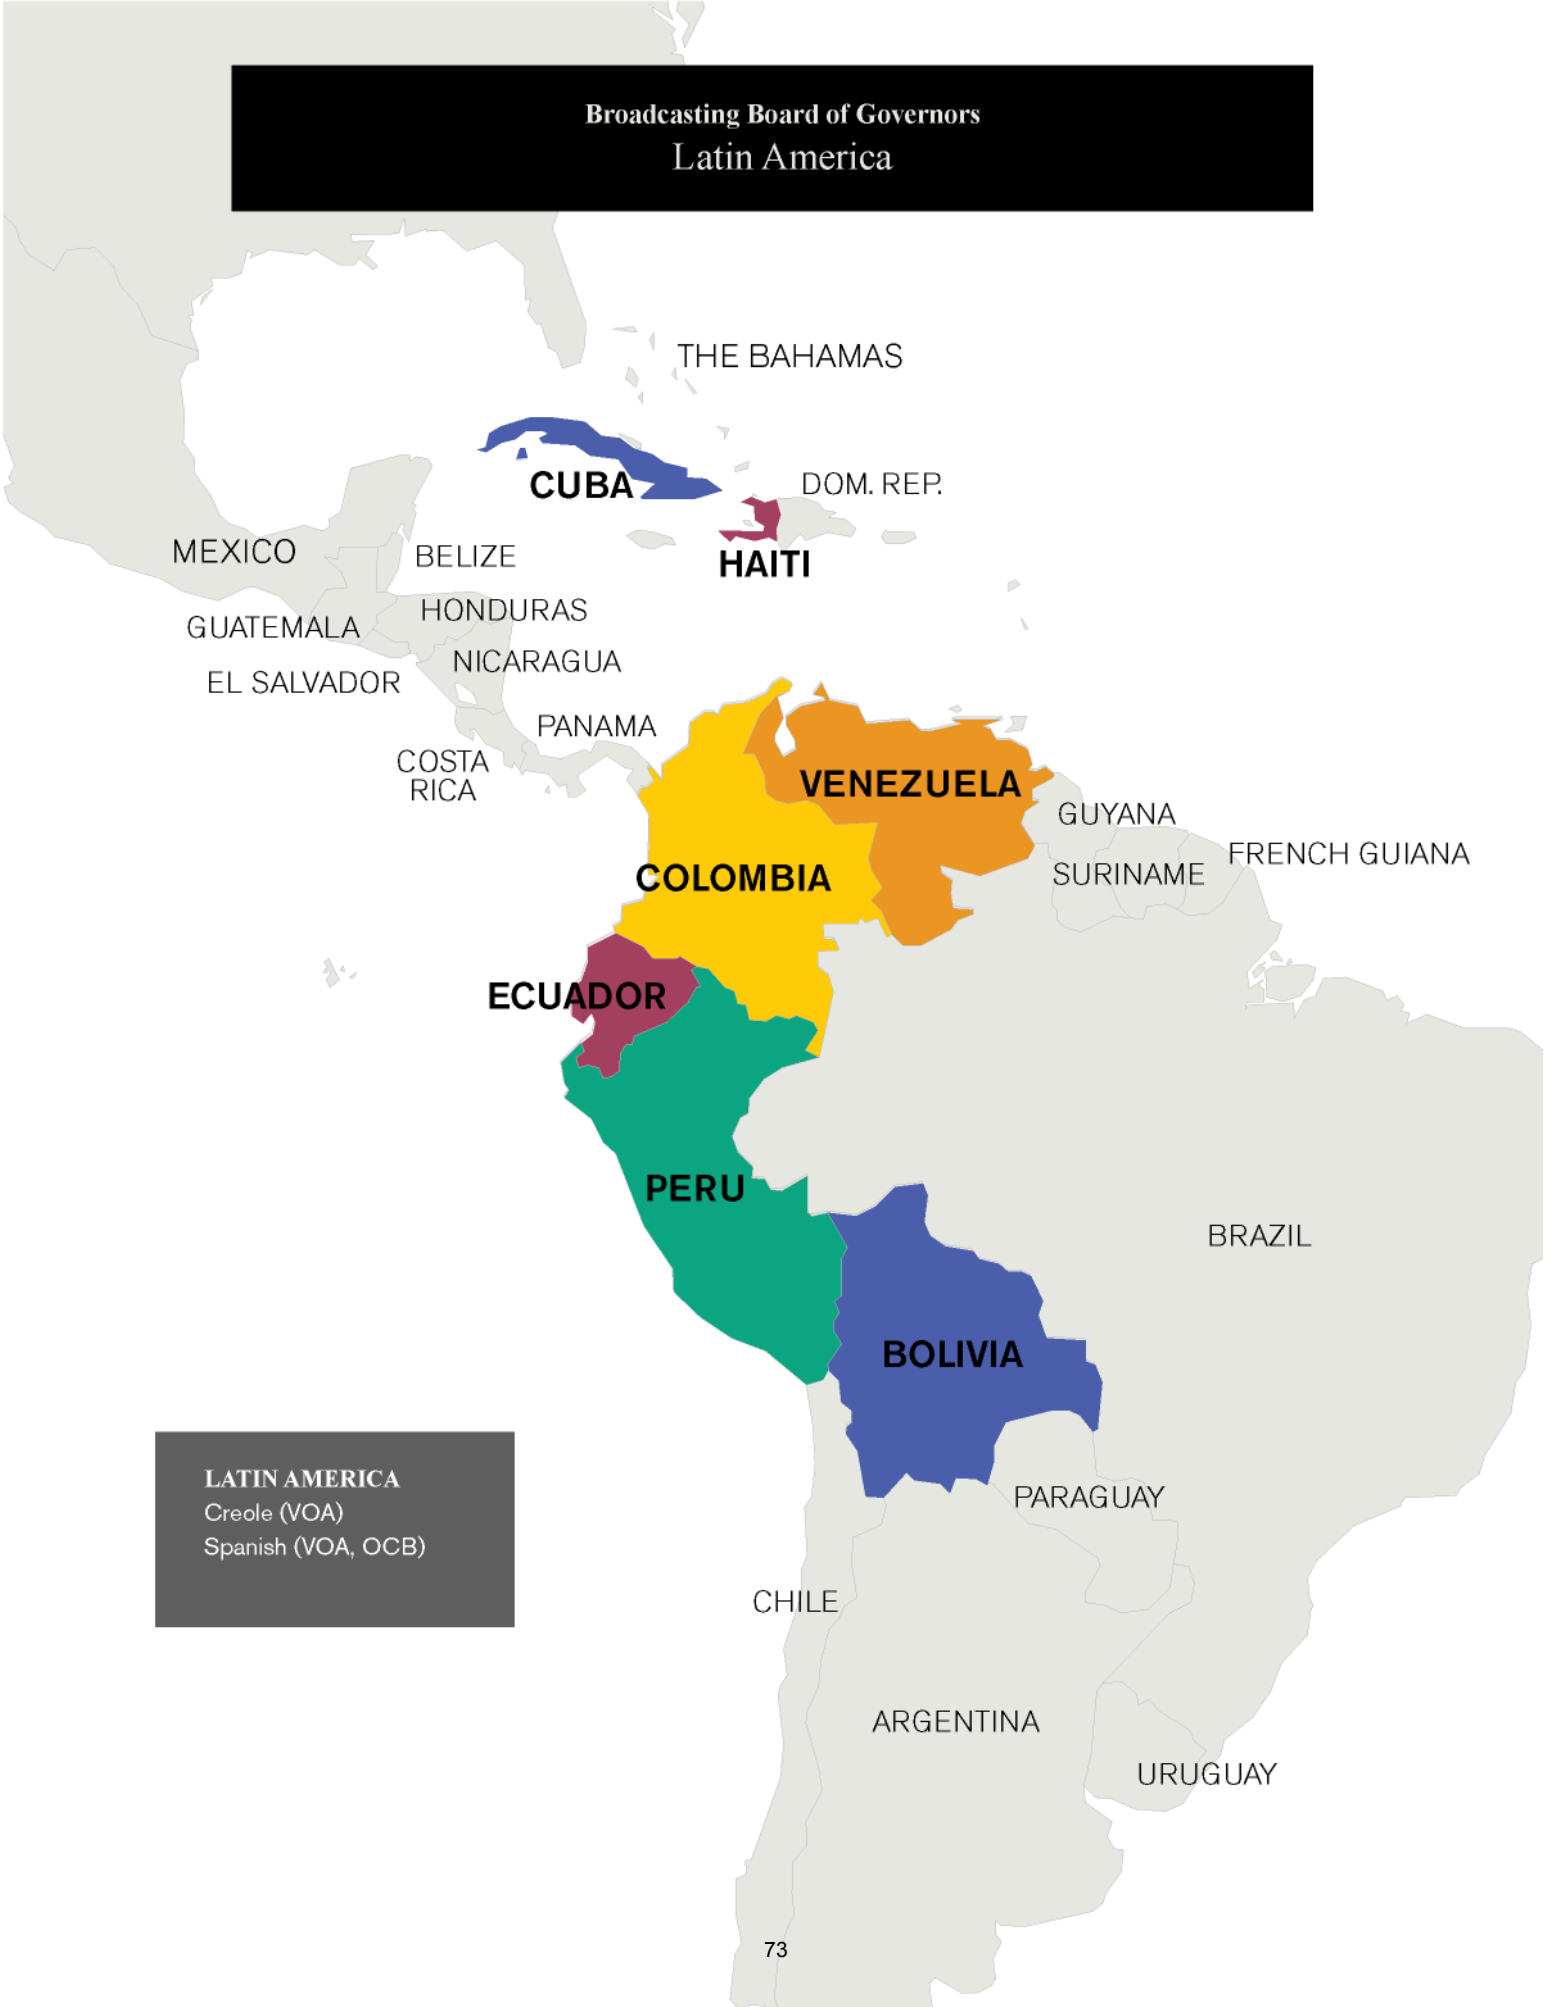 Broadcasting Board of Governors
Latin America
THE BAHAMAS
CUBA
DOM. REP.
HAITI
MEXICO
BELIZE
GUATEMALA
HONDURAS
EL SALVADOR
NICARAGUA
PANAMA
COSTA
RICA
VENEZUELA
GUYANA
FRENCH GUIANA
SURINAME
COLOMBIA
ECUADOR
PERU
BRAZIL
BOLIVIA
LATIN AMERICA
Creole (VOA)
Spanish (VOA, OCB)
PARAGUAY
CHILE
ARGENTINA
URUGUAY
73